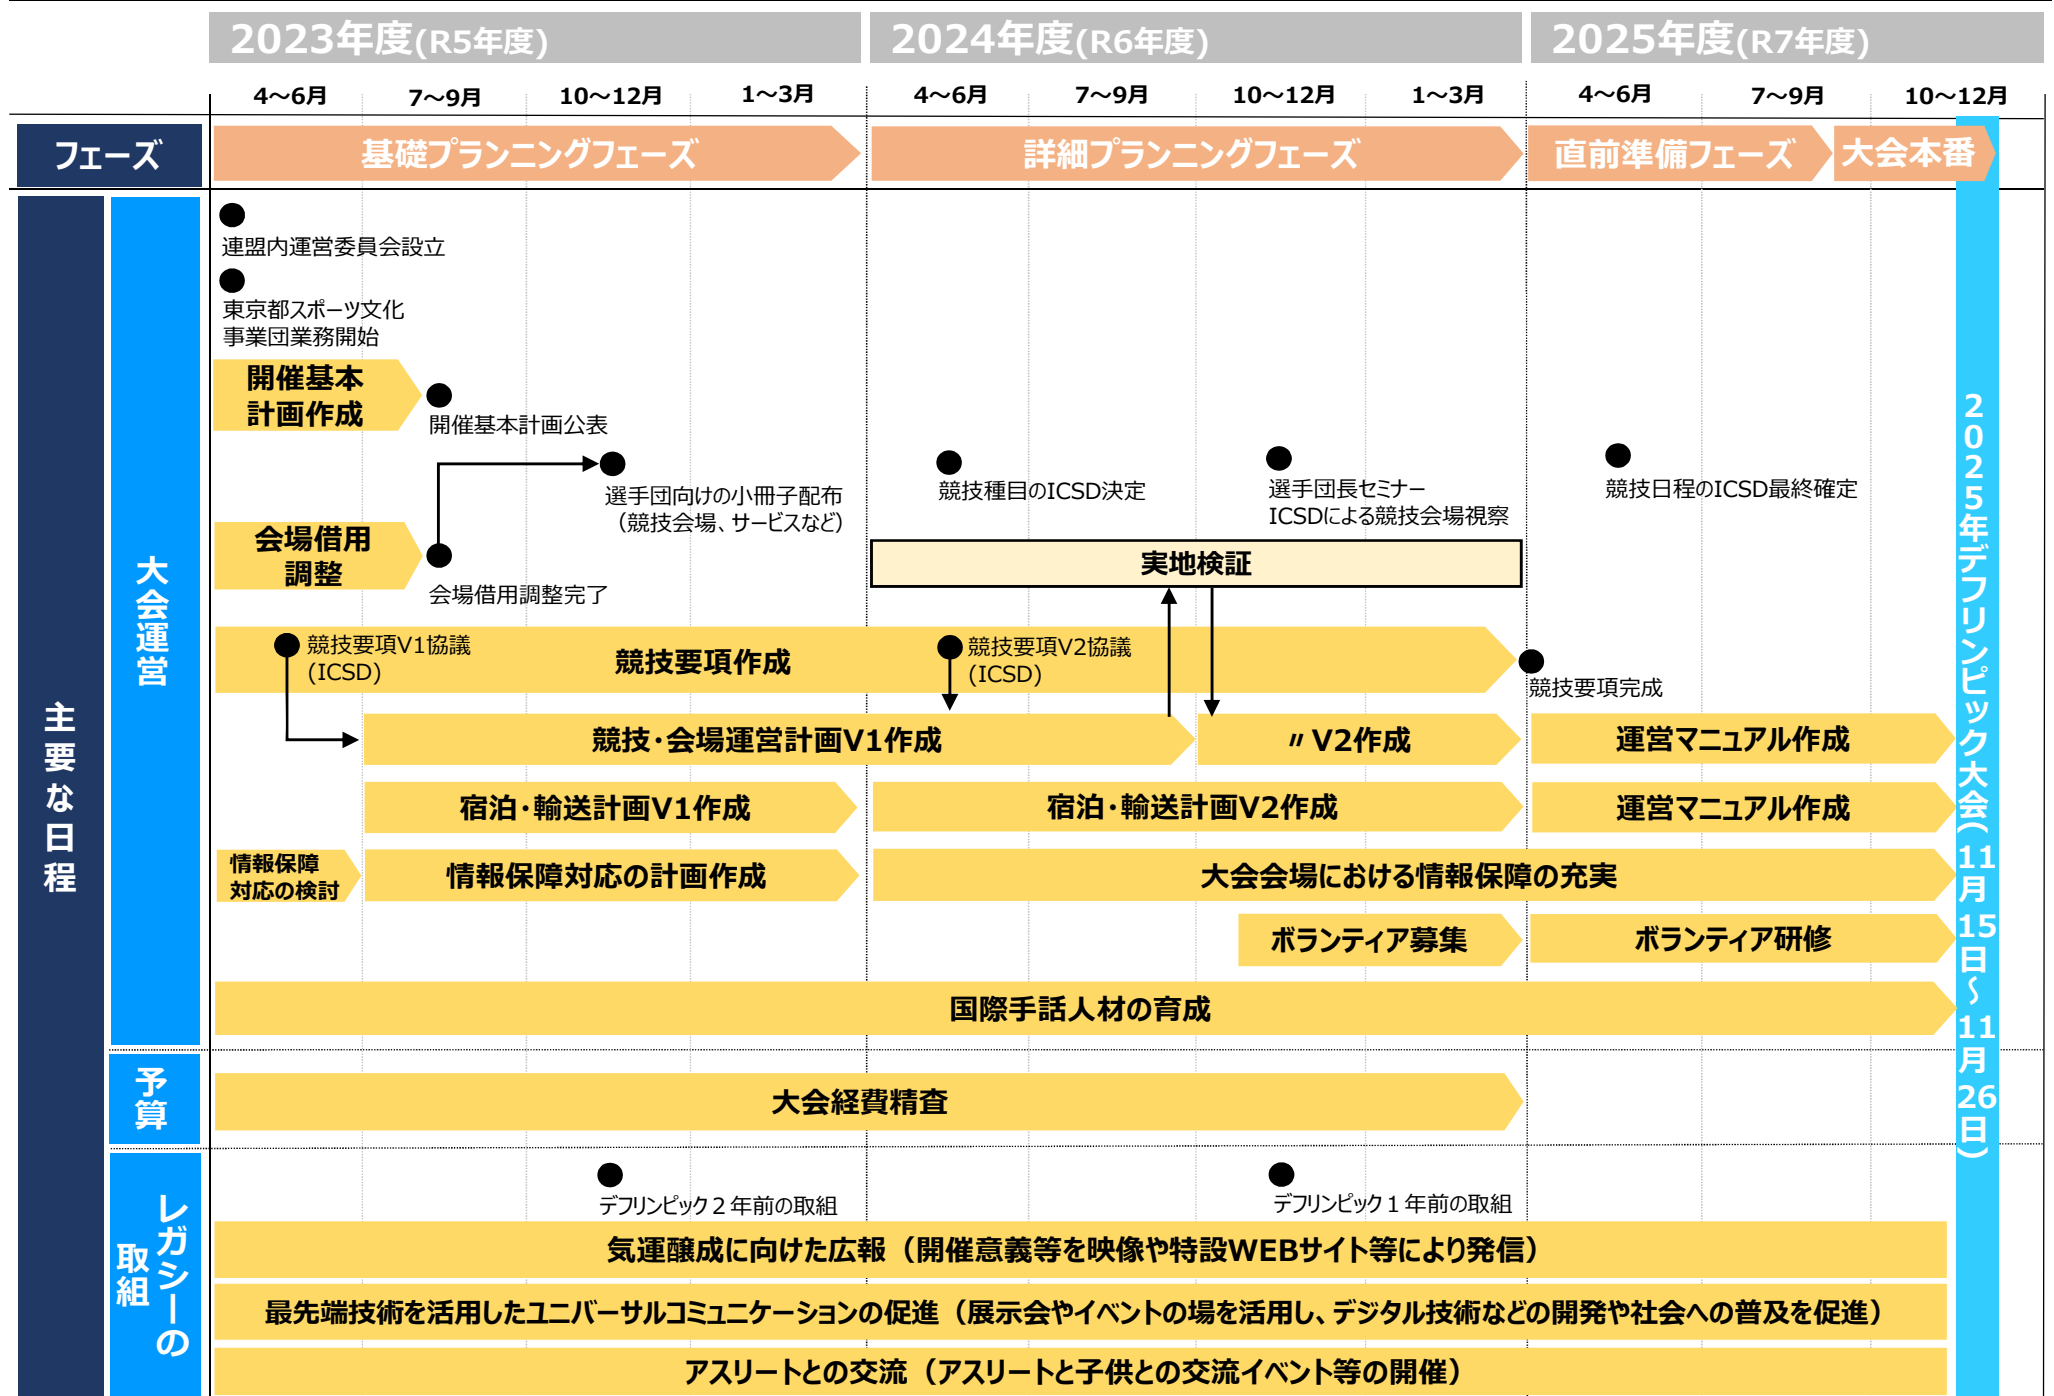 2023年度(R5年度)
2024年度(R6年度)
2025年度(R7年度)
4～6月
7～9月
10～12月
1～3月
4～6月
7～9月
10～12月
1～3月
4～6月
7～9月
10～12月
フェーズ
基礎プランニングフェーズ
詳細プランニングフェーズ
直前準備フェーズ
大会本番
主要な日程
大会運営
連盟内運営委員会設立
東京都スポーツ文化
事業団業務開始
開催基本
計画作成
開催基本計画公表
選手団向けの小冊子配布
（競技会場、サービスなど）
競技種目のICSD決定
選手団長セミナー
ICSDによる競技会場視察
競技日程のICSD最終確定
会場借用
調整
会場借用調整完了
実地検証
競技要項V1協議
(ICSD)
競技要項作成
競技要項V2協議
(ICSD)
競技要項完成
競技・会場運営計画V1作成
〃V2作成
運営マニュアル作成
宿泊・輸送計画V1作成
宿泊・輸送計画V2作成
運営マニュアル作成
情報保障
対応の検討
情報保障対応の計画作成
大会会場における情報保障の充実
ボランティア募集
ボランティア研修
国際手話人材の育成
2025年デフリンピック大会(11月15日～11月26日)
予算
大会経費精査
レガシーの
取組
デフリンピック２年前の取組
デフリンピック１年前の取組
気運醸成に向けた広報（開催意義等を映像や特設WEBサイト等により発信）
最先端技術を活用したユニバーサルコミュニケーションの促進（展示会やイベントの場を活用し、デジタル技術などの開発や社会への普及を促進）
アスリートとの交流（アスリートと子供との交流イベント等の開催）